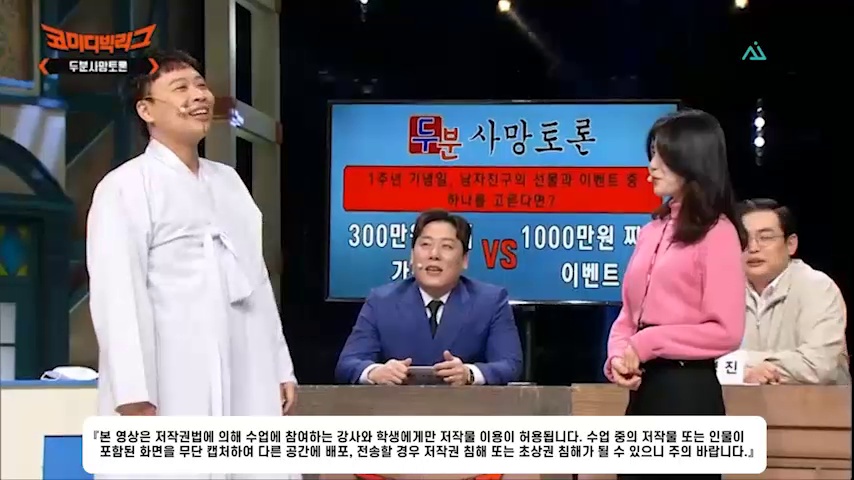 코미디빅리그
두분사망토론
두분 사망토론
1주년 기념일, 남자친구의 선물과 이벤트 중
하나를 고른다면?
300만원 VS 1000만원 짜
가 이벤트
진
『본 영상은 저작권법에 의해 수업에 참여하는 강사와 학생에게만 저작물 이용이 허용됩니다. 수업 중의 저작물 또는 인물이
포함된 화면을 무단 캡처하여 다른 공간에 배포, 전송할 경우 저작권 침해 또는 초상권 침해가 될 수 있으니 주의 바랍니다.』